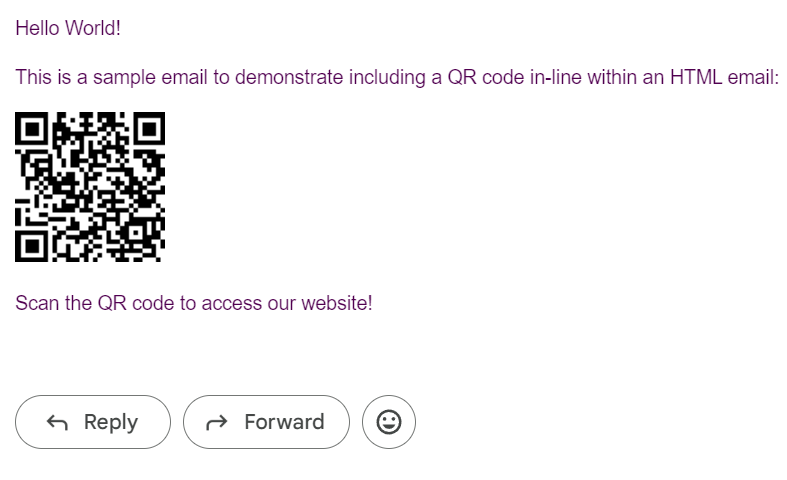 Hello World!
This is a sample email to demonstrate including a QR code in-line within an HTML email:
Scan the QR code to access our website!
Reply
Forward